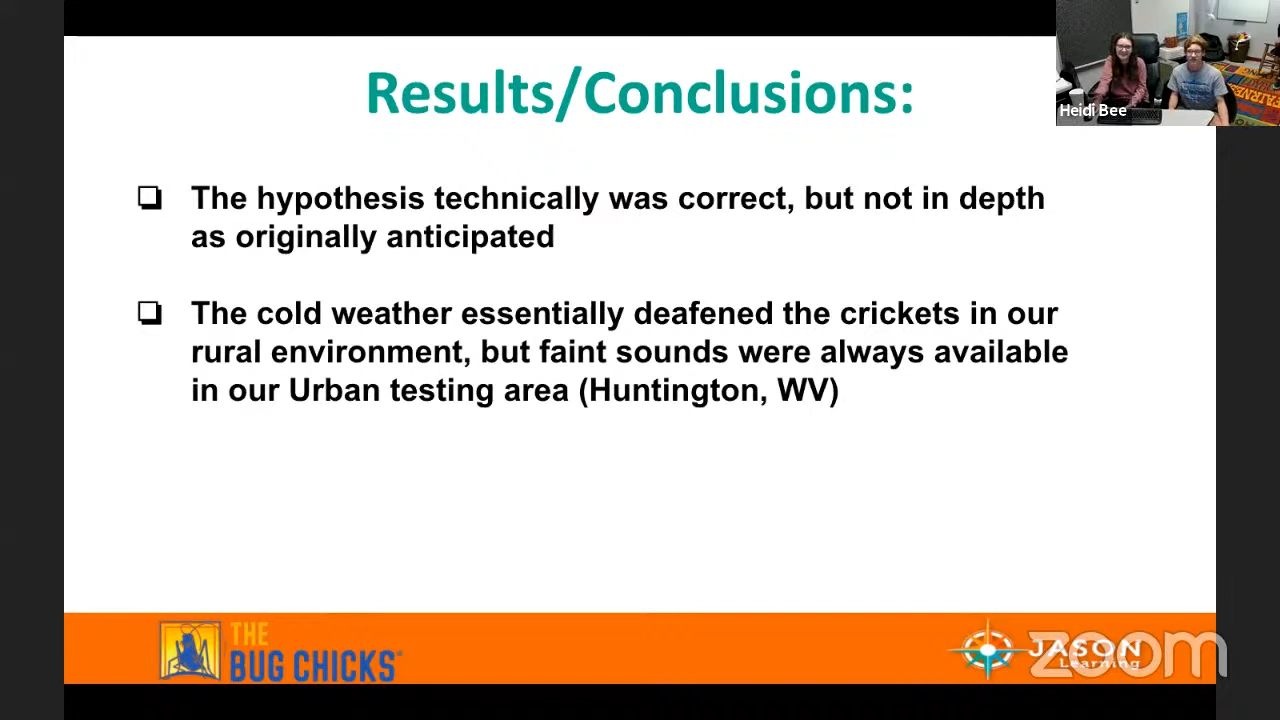 Results/Conclusions:
Heidi Bee
❏ The hypothesis technically was correct, but not in depth
as originally anticipated
❏ The cold weather essentially deafened the crickets in our
rural environment, but faint sounds were always available
in our Urban testing area (Huntington, WV)
THE
BUG CHICKS
JASON
Learning
zoom